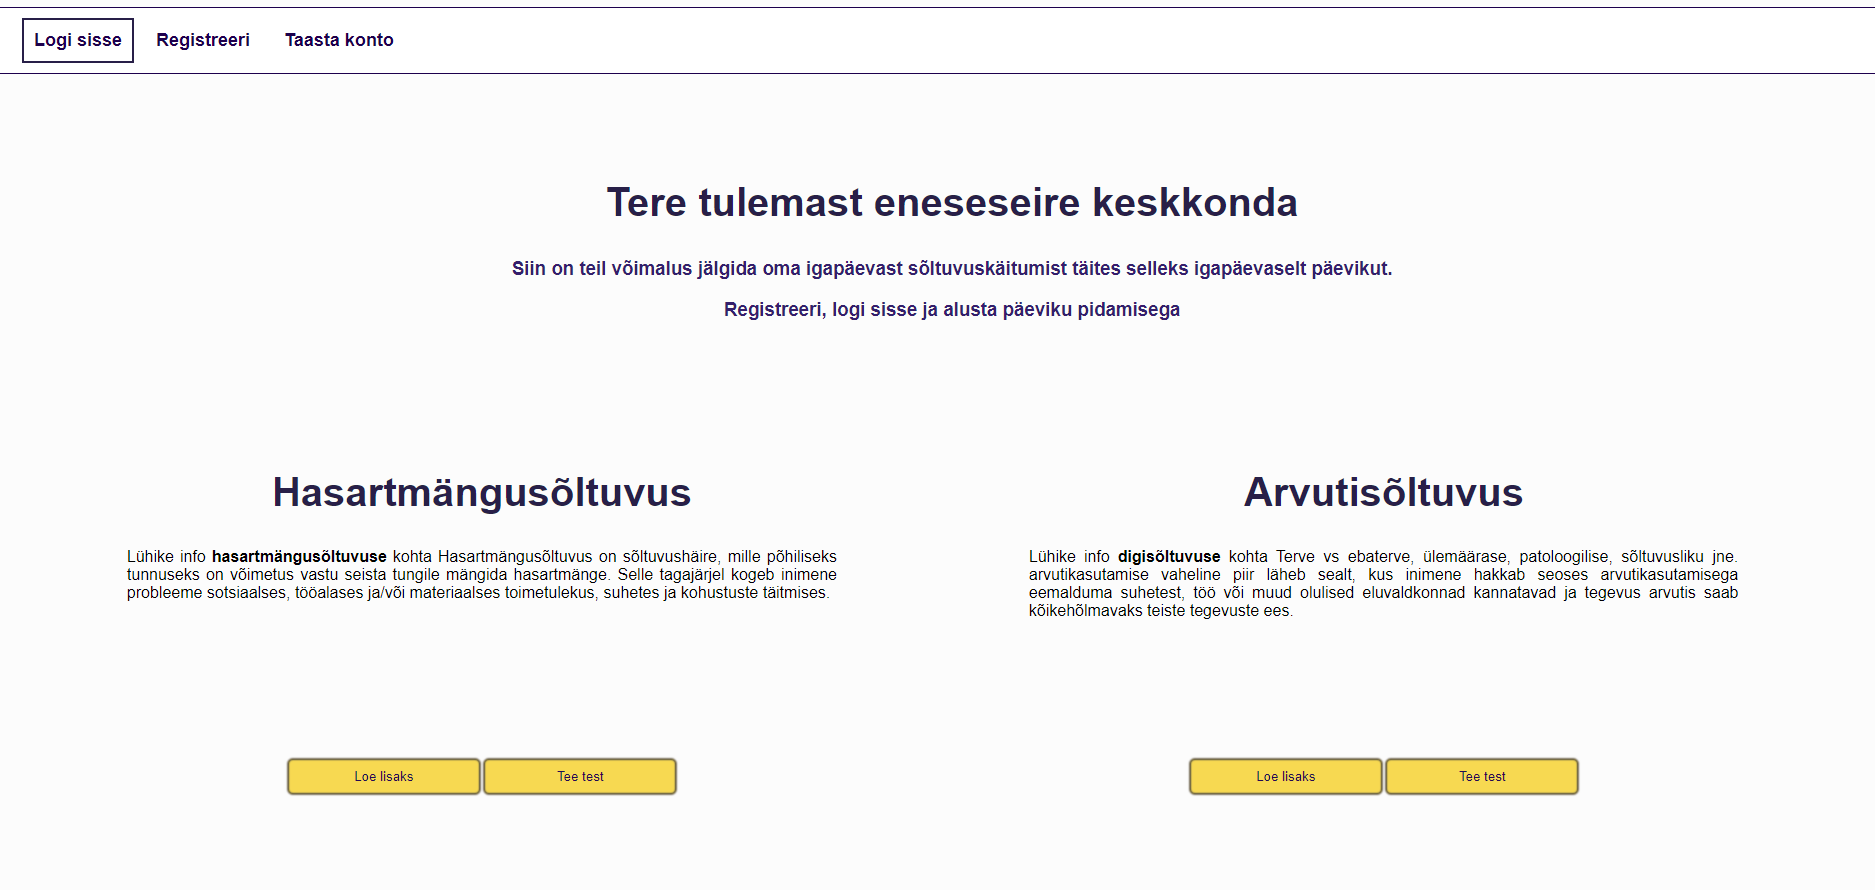 Logi sisse Registreeri Taasta konto
Tere tulemast eneseseire keskkonda
Siin on teil võimalus jälgida oma igapäevast sõltuvuskäitumist täites selleks igapäevaselt päevikut.
Registreeri, logi sisse ja alusta päeviku pidamisega
Hasartmängusõltuvus
Lühike info hasartmängusõltuvuse kohta Hasartmängusõltuvus on sõltuvushäire, mille põhiliseks
tunnuseks on võimetus vastu seista tungile mängida hasartmänge. Selle tagajärjel kogeb inimene
probleeme sotsiaalses, tööalases ja/või materiaalses toimetulekus, suhetes ja kohustuste täitmises.
Loe lisaks Tee test
Arvutisõltuvus
Lühike info digisõltuvuse kohta Terve vs ebaterve, ülemäärase, patoloogilise, sõltuvusliku jne.
arvutikasutamise vaheline piir läheb sealt, kus inimene hakkab seoses arvutikasutamisega
eemalduma suhetest, töö või muud olulised eluvaldkonnad kannatavad ja tegevus arvutis saab
kõikehõlmavaks teiste tegevuste ees.
Loe lisaks Tee test